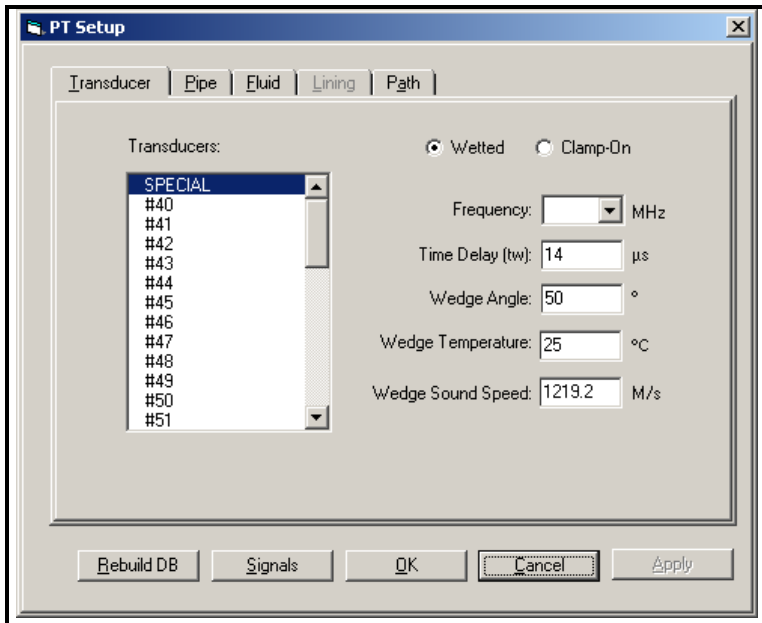 PT Setup
Transducer Pipe Fluid Lining Path
Transducers:
Wetted Clamp-On
SPECIAL
#40
#41
#42
#43
#44
#45
#46
#47
#48
#49
#50
#51
Frequency: MHz
Time Delay (tw): 14 µs
Wedge Angle: 50 °
Wedge Temperature: 25 °C
Wedge Sound Speed: 1219.2 M/s
Rebuild DB Signals OK Cancel Apply